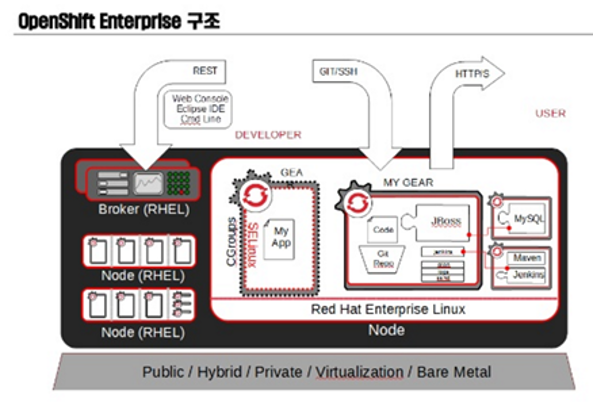 OpenShift Enterprise 구조
REST
GIT/SSH
HTTP/S
Web Console
Eclipse IDE
Cmd Line
USER
DEVELOPER
GEA
MY GEAR
Broker (RHEL)
CGroups
SELinux
My
App
Code
JBoss
MySQL
Git
Repo
Node (RHEL)
Maven
Jenkins
Node (RHEL)
Red Hat Enterprise Linux
Node
Public / Hybrid / Private / Virtualization / Bare Metal